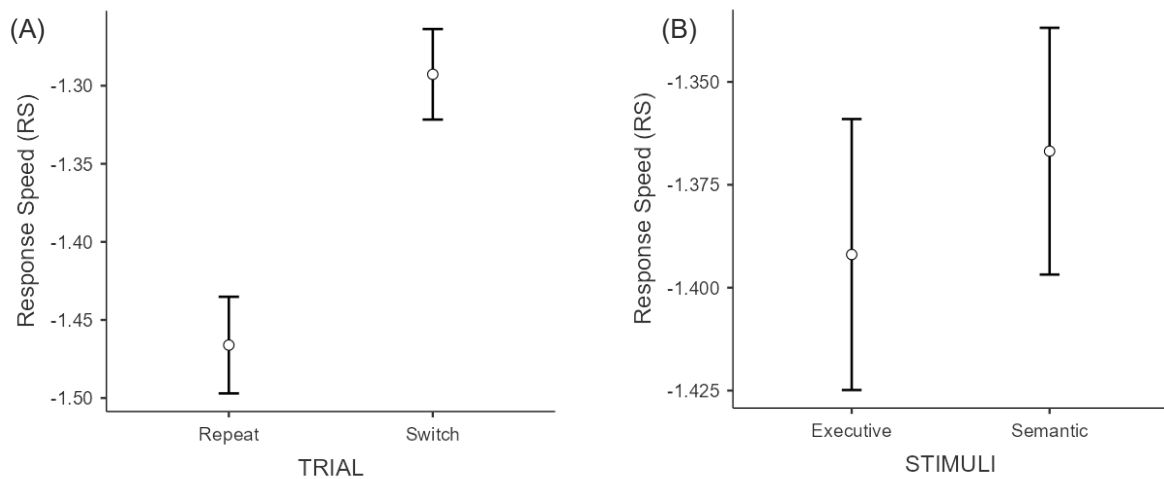 (A)
Response Speed (RS)
-1.30
-1.35
-1.40
-1.45
-1.50
Repeat Switch
TRIAL
(B)
Response Speed (RS)
-1.350
-1.375
-1.400
-1.425
Executive Semantic
STIMULI